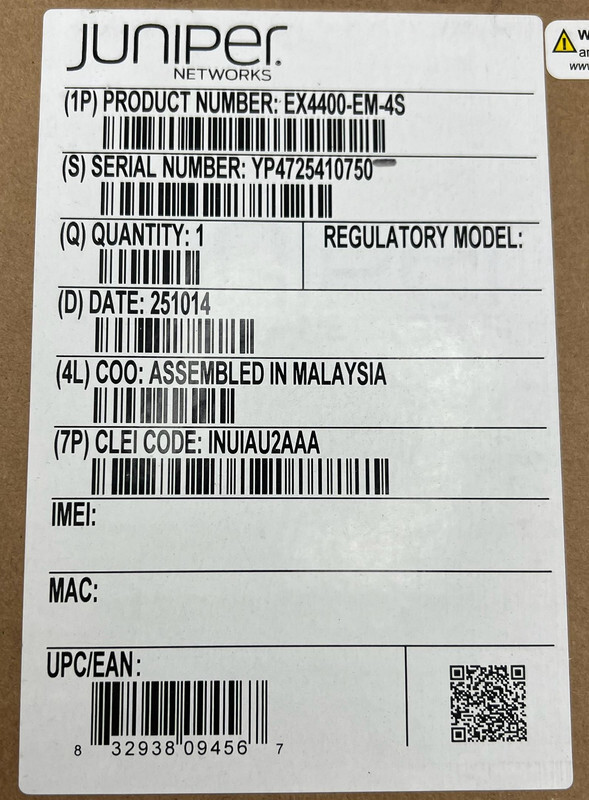 JUNIPEr
NETWORKS
(1P) PRODUCT NUMBER: EX4400-EM-4S
(S) SERIAL NUMBER: YP4725410750
(Q) QUANTITY: 1
REGULATORY MODEL:
(D) DATE: 251014
(4L) COO: ASSEMBLED IN MALAYSIA
(7P) CLEI CODE: INUIAU2AAA
IMEI:
MAC:
UPC/EAN:
8 32938 09456 7
www.